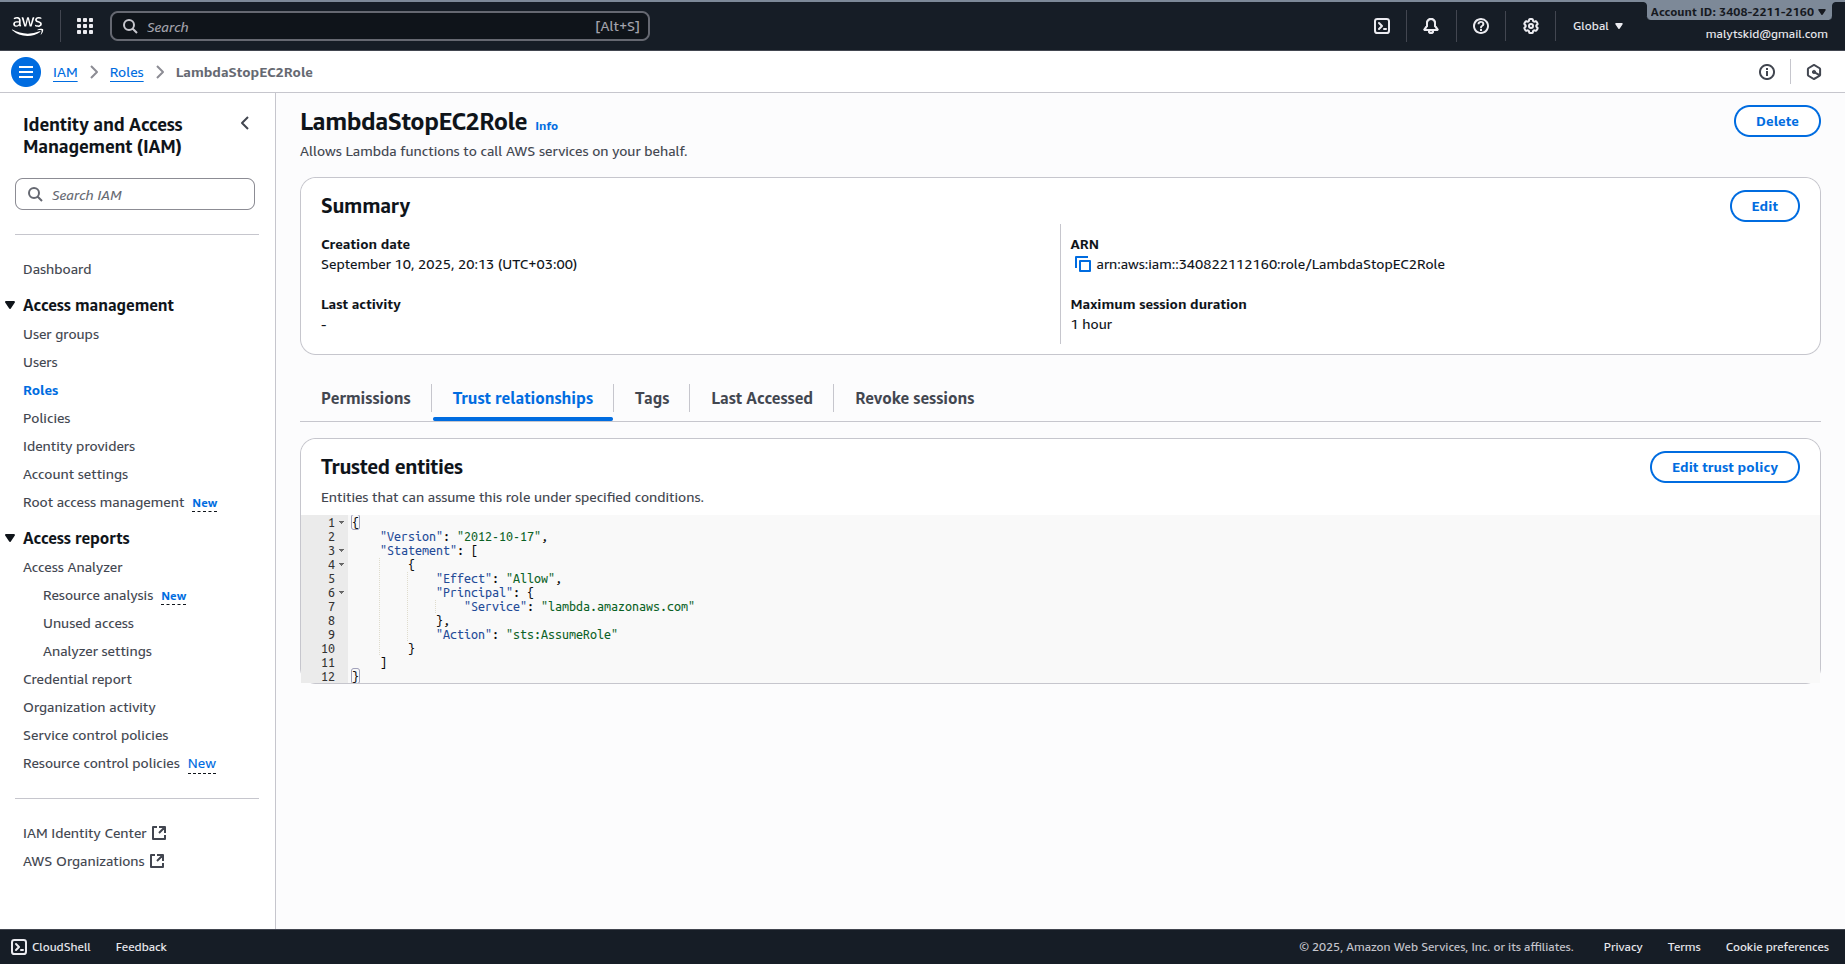 aws
Search
[Alt+S]
Global
Account ID: 3408-2211-2160
malytskid@gmail.com
IAM
Roles
LambdaStopEC2Role
Identity and Access
Management (IAM)
Search IAM
Dashboard
Access management
User groups
Users
Roles
Policies
Identity providers
Account settings
Root access management New
Access reports
Access Analyzer
Resource analysis New
Unused access
Analyzer settings
Credential report
Organization activity
Service control policies
Resource control policies New
IAM Identity Center
AWS Organizations
LambdaStopEC2Role Info
Delete
Allows Lambda functions to call AWS services on your behalf.
Summary
Edit
Creation date
September 10, 2025, 20:13 (UTC+03:00)
ARN
arn:aws:iam::340822112160:role/LambdaStopEC2Role
Last activity
-
Maximum session duration
1 hour
Permissions
Trust relationships
Tags
Last Accessed
Revoke sessions
Trusted entities
Edit trust policy
Entities that can assume this role under specified conditions.
1 {
2 "Version": "2012-10-17",
3 "Statement": [
4 {
5 "Effect": "Allow",
6 "Principal": {
7 "Service": "lambda.amazonaws.com"
8 },
9 "Action": "sts:AssumeRole"
10 }
11 ]
12 }
CloudShell
Feedback
© 2025, Amazon Web Services, Inc. or its affiliates.
Privacy
Terms
Cookie preferences